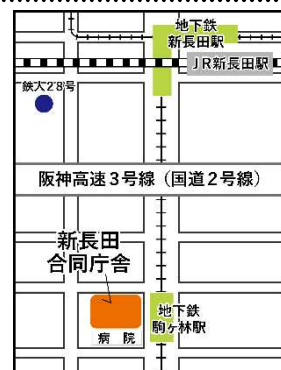 地下鉄
新長田駅
JR新長田駅
鉄人28号
阪神高速3号線(国道2号線)
新長田
合同庁舎
地下鉄
駒ヶ林駅
病 院